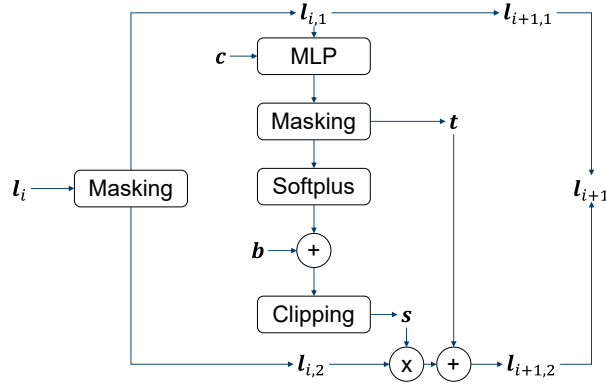 l_{i,1} l_{i+1,1}
c MLP
Masking t
l_i Masking Softplus l_{i+1}
b +
Clipping s
l_{i,2} x + l_{i+1,2}